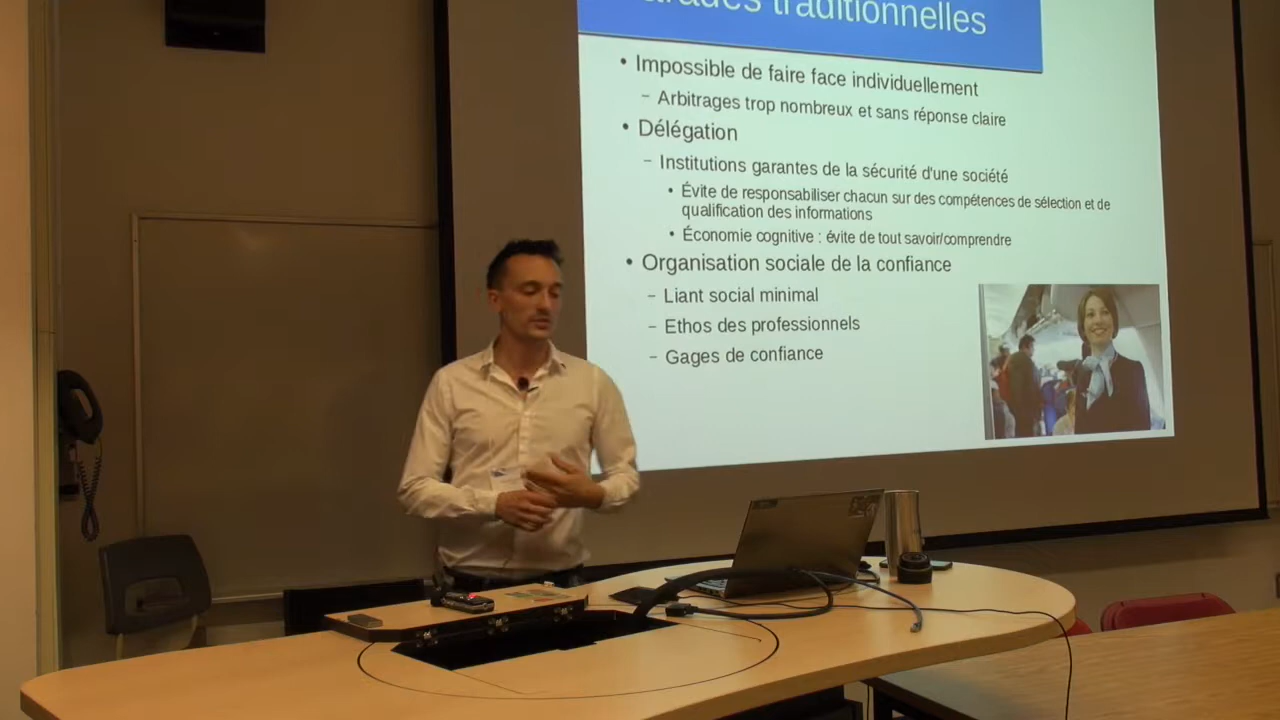 traditionnelles
• Impossible de faire face individuellement
– Arbitrages trop nombreux et sans réponse claire
• Délégation
– Institutions garantes de la sécurité d'une société
• Évite de responsabiliser chacun sur des compétences de sélection et de
qualification des informations
• Économie cognitive : évite de tout savoir/comprendre
• Organisation sociale de la confiance
– Liant social minimal
– Ethos des professionnels
– Gages de confiance